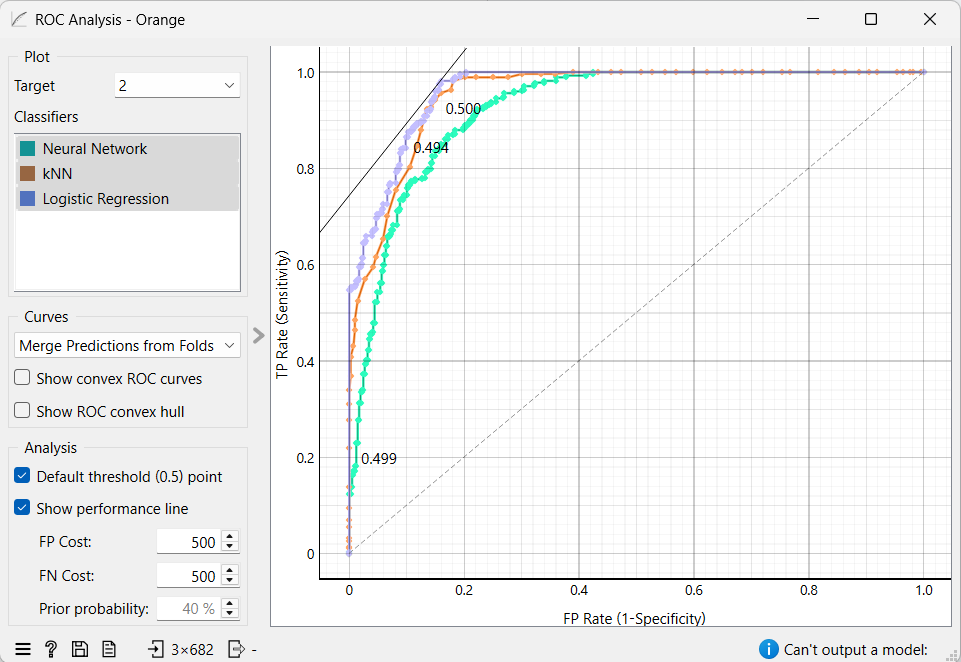 ROC Analysis - Orange
Plot
Target
2
Classifiers
Neural Network
kNN
Logistic Regression
Curves
Merge Predictions from Folds
Show convex ROC curves
Show ROC convex hull
Analysis
Default threshold (0.5) point
Show performance line
FP Cost:
500
FN Cost:
500
Prior probability:
40 %
TP Rate (Sensitivity)
1.0
0.8
0.6
0.4
0.2
0
0.500
0.494
0.499
0
0.2
0.4
0.6
0.8
1.0
FP Rate (1-Specificity)
3×682
-
Can't output a model: